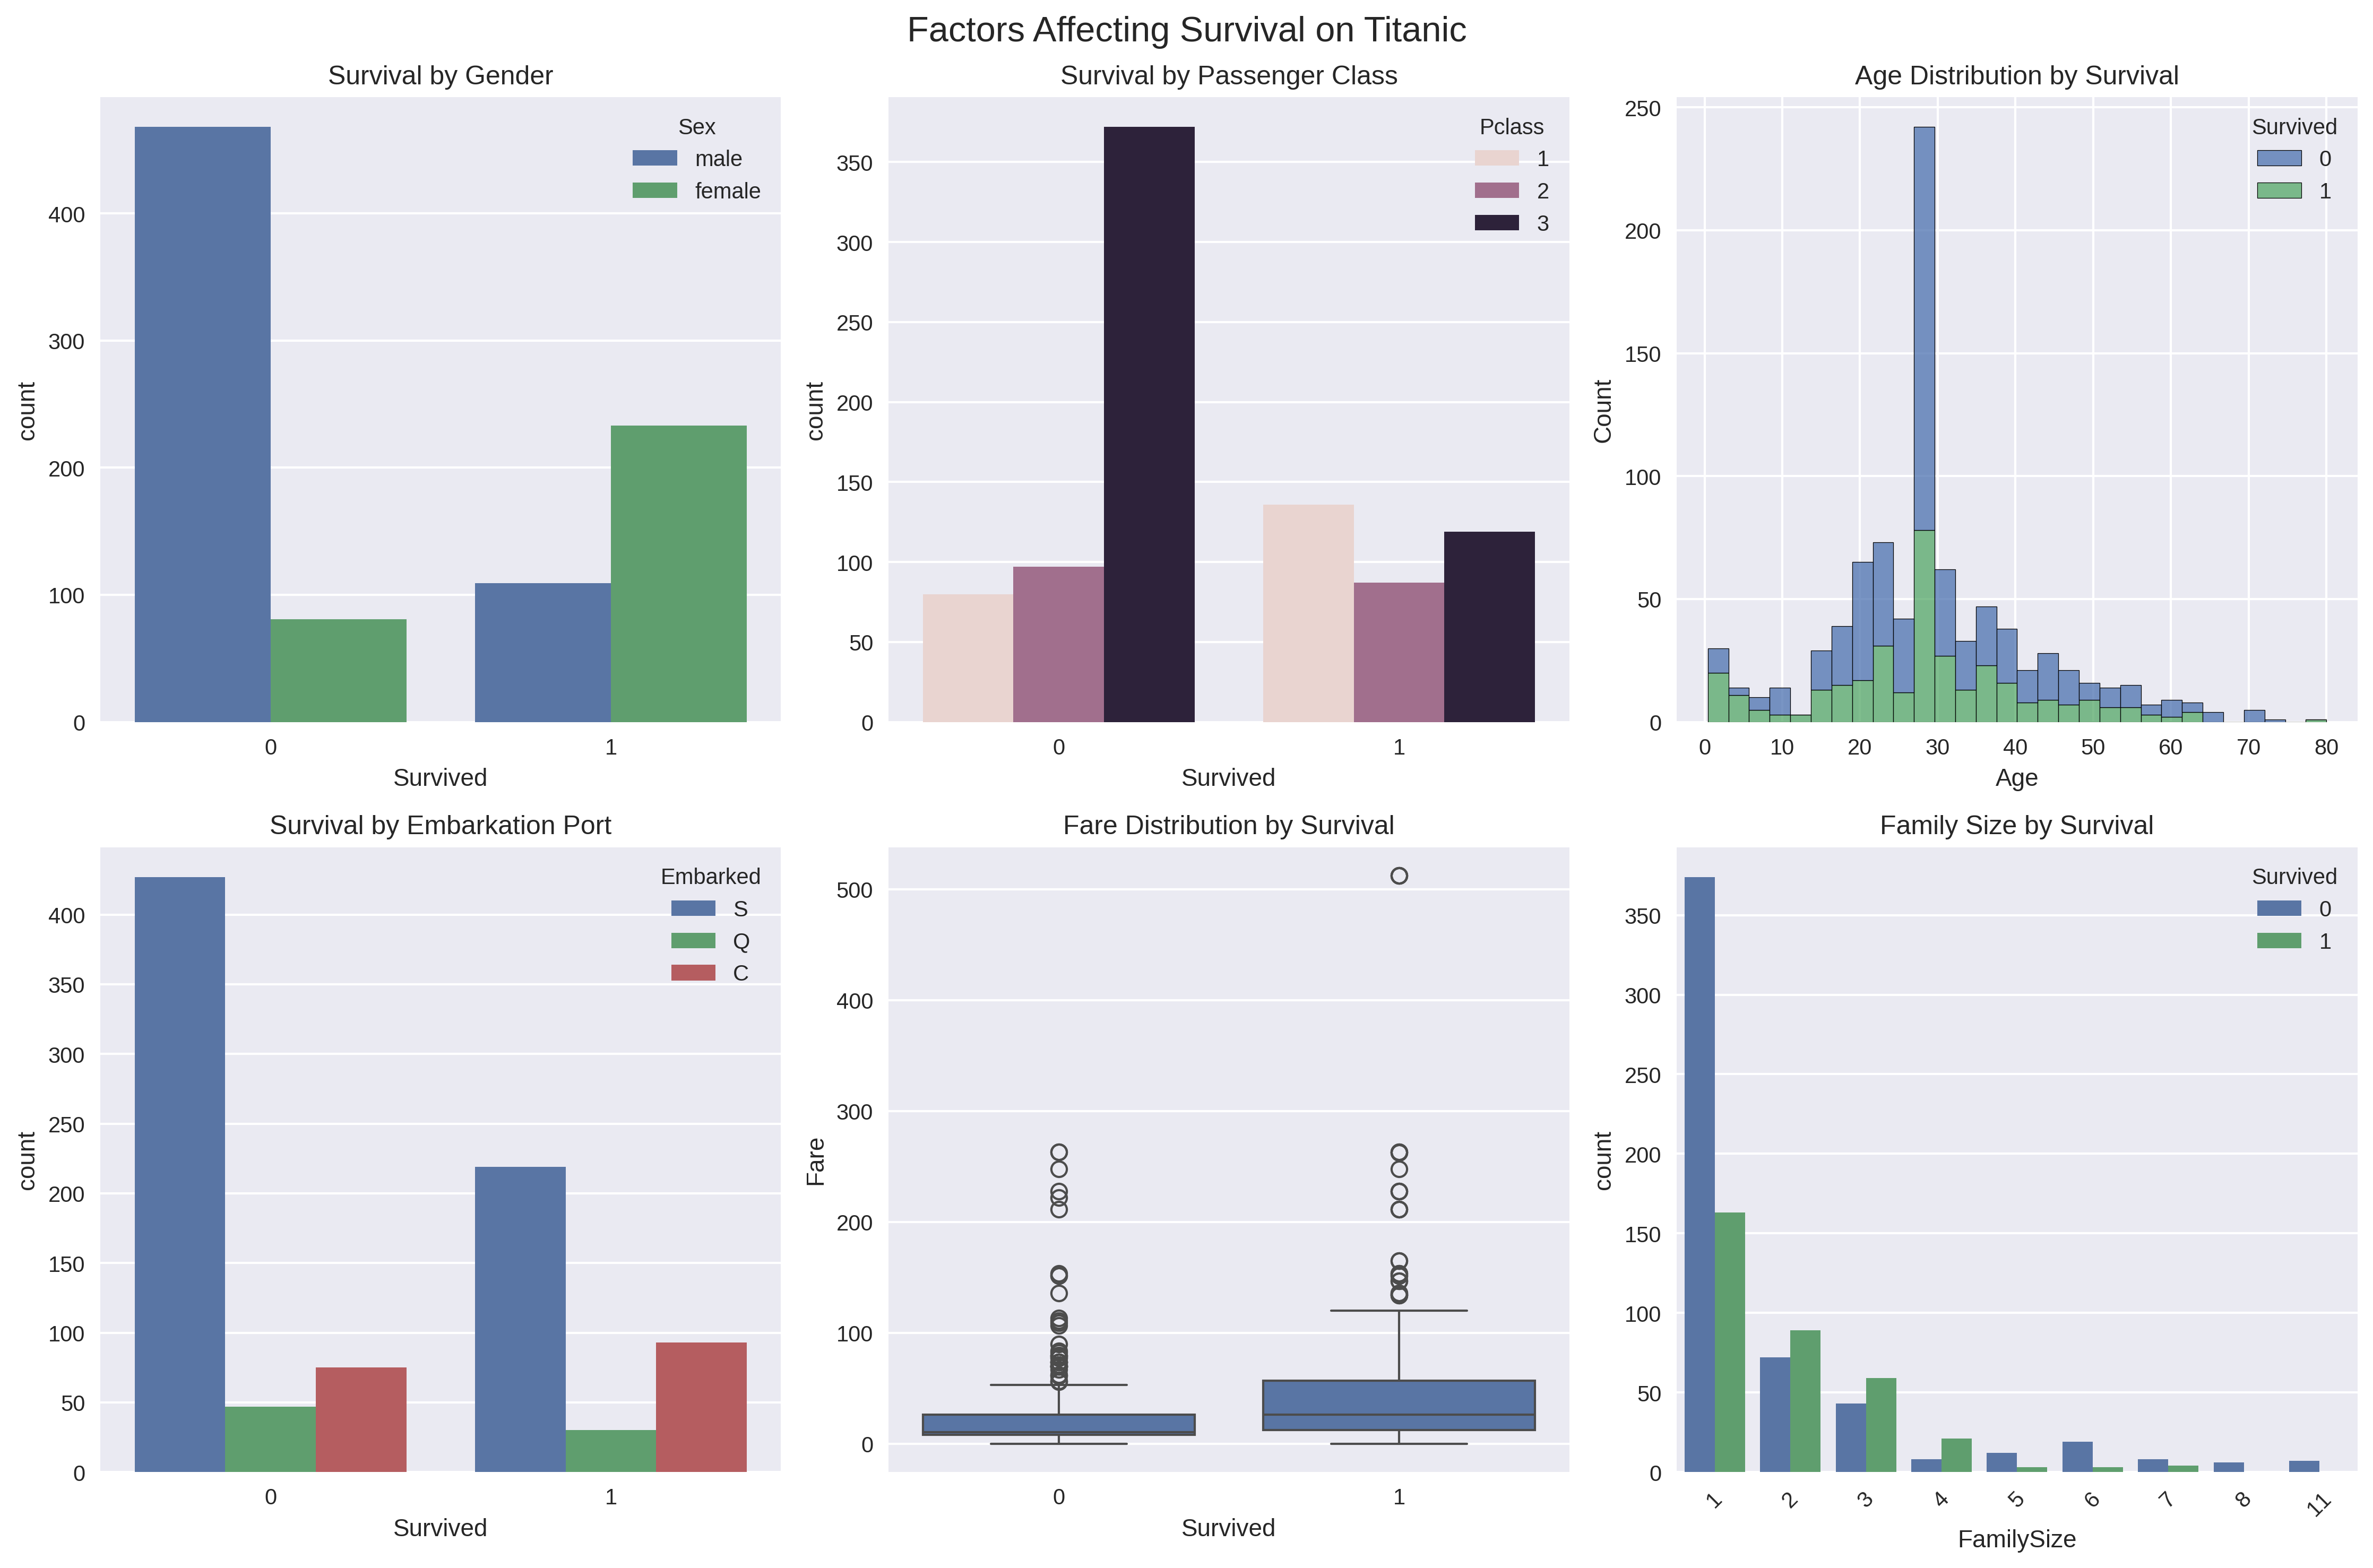 Factors Affecting Survival on Titanic
Survival by Gender
Sex
male
female
400
300
200
100
0
count
0 1
Survived
Survival by Passenger Class
Pclass
1
2
3
350
300
250
200
150
100
50
0
count
0 1
Survived
Age Distribution by Survival
Survived
0
1
250
200
150
100
50
0
Count
0 10 20 30 40 50 60 70 80
Age
Survival by Embarkation Port
Embarked
S
Q
C
400
350
300
250
200
150
100
50
0
count
0 1
Survived
Fare Distribution by Survival
500
400
300
200
100
0
Fare
0 1
Survived
Family Size by Survival
Survived
0
1
350
300
250
200
150
100
50
0
count
1 2 3 4 5 6 7 8 11
FamilySize